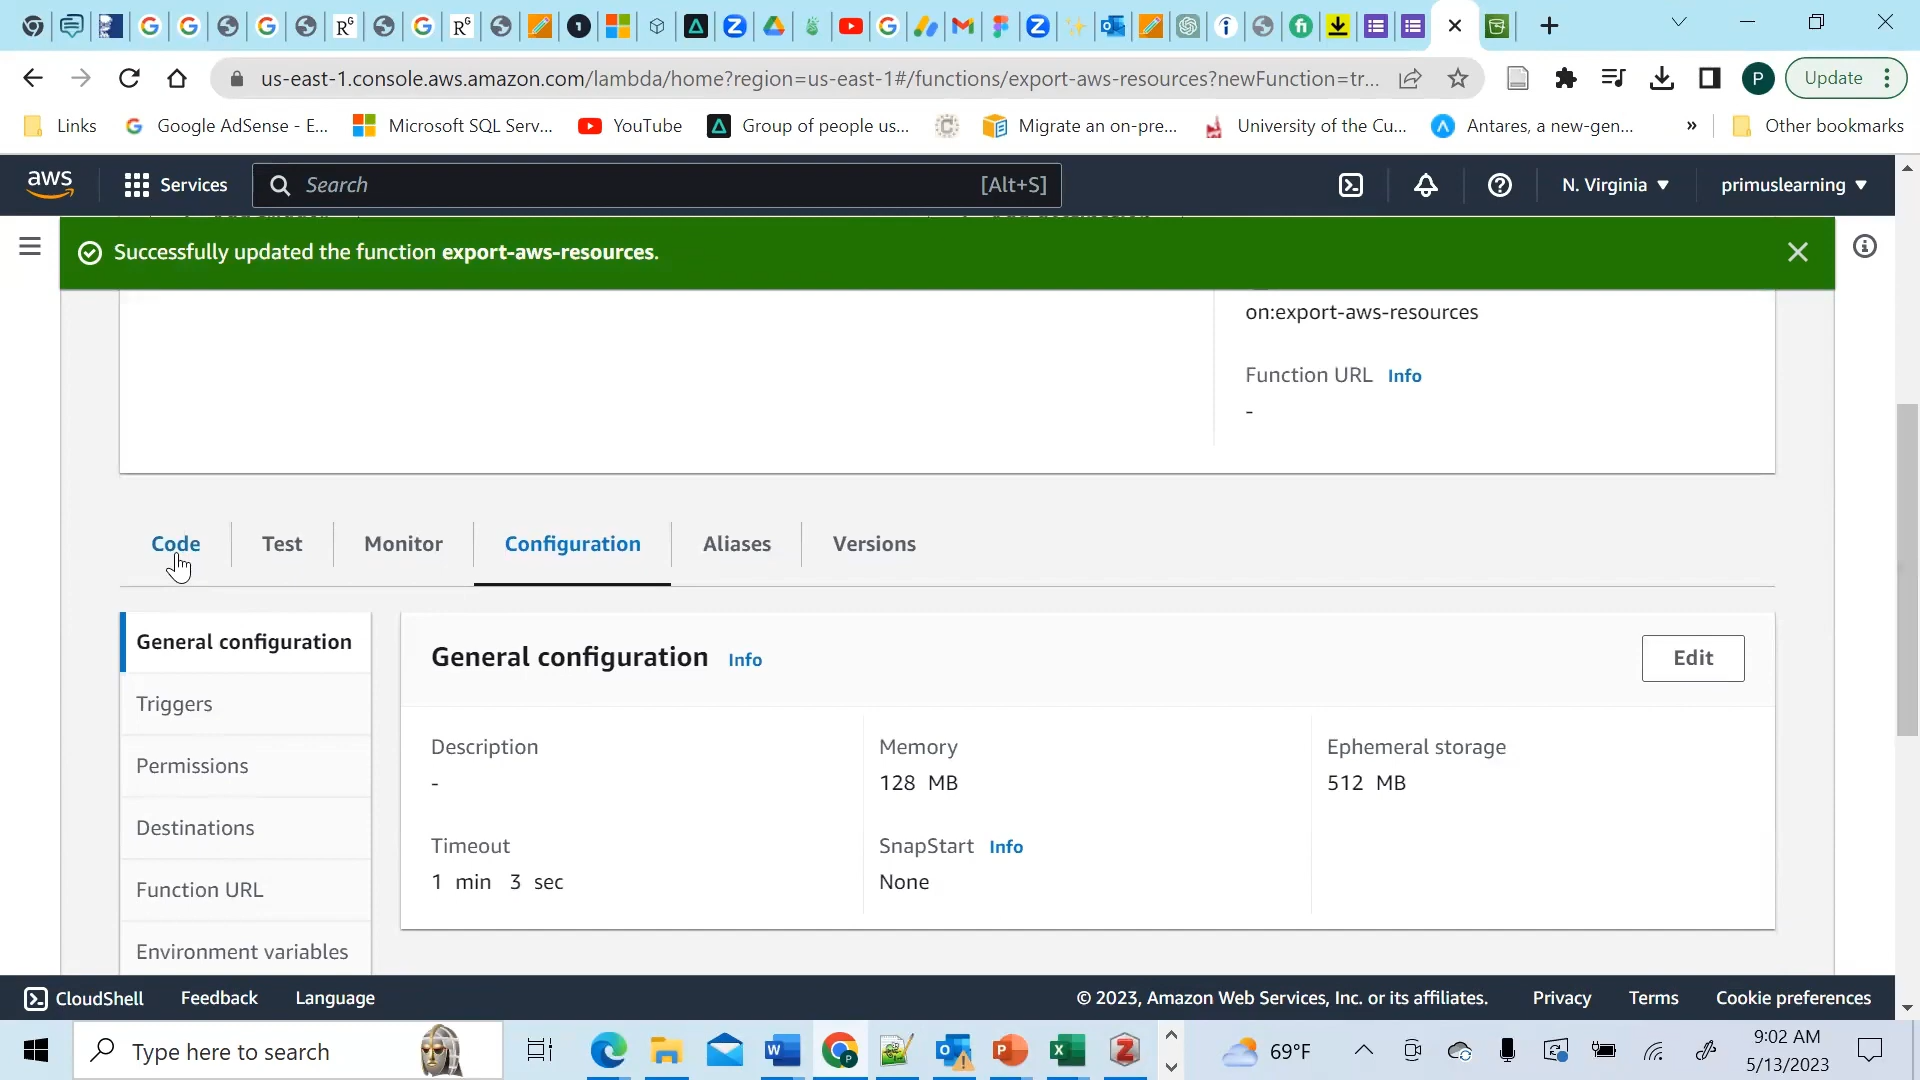 us-east-1.console.aws.amazon.com/lambda/home?region=us-east-1#/functions/export-aws-resources?newFunction=tr...
P
Update
Links
Google AdSense - E...
Microsoft SQL Serv...
YouTube
Group of people us...
Migrate an on-pre...
University of the Cu...
Antares, a new-gen...
»
Other bookmarks
aws
Services
Search
[Alt+S]
N. Virginia
primuslearning
Successfully updated the function export-aws-resources.
on:export-aws-resources
Function URL Info
-
Code
Test
Monitor
Configuration
Aliases
Versions
General configuration
Triggers
Permissions
Destinations
Function URL
Environment variables
General configuration Info
Edit
Description
-
Memory
128 MB
Ephemeral storage
512 MB
Timeout
1 min 3 sec
SnapStart Info
None
CloudShell
Feedback
Language
© 2023, Amazon Web Services, Inc. or its affiliates.
Privacy
Terms
Cookie preferences
Type here to search
69°F
9:02 AM
5/13/2023